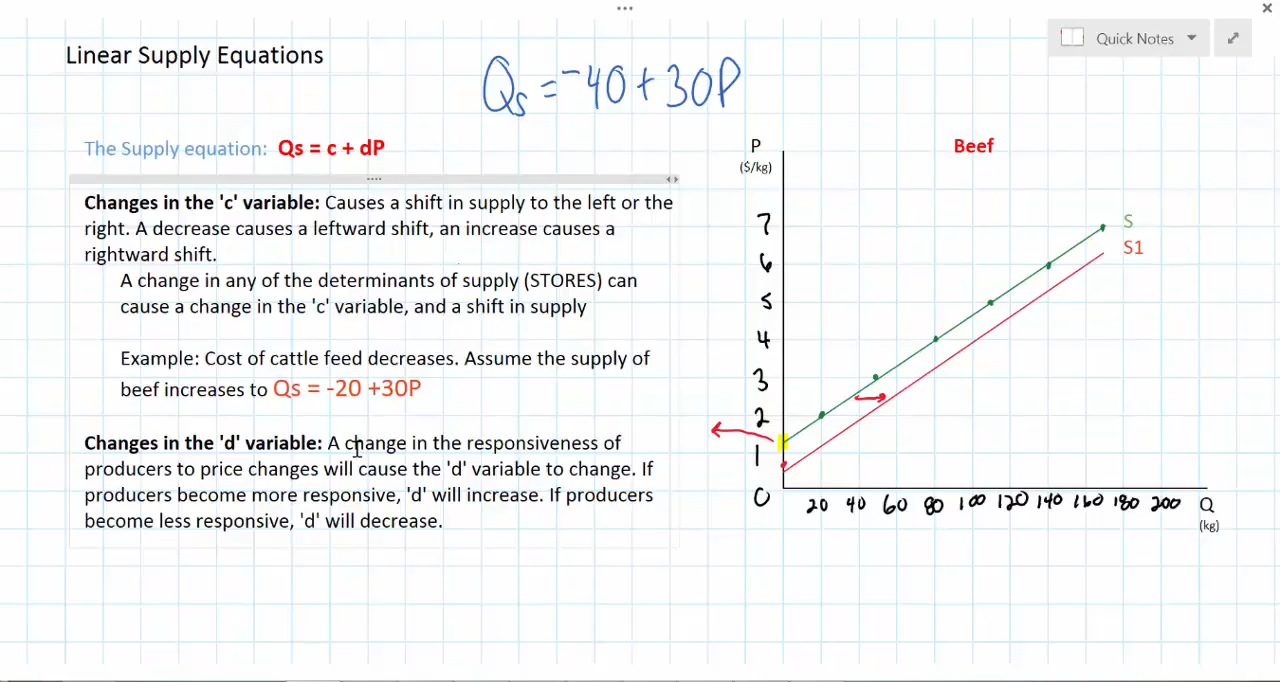 Quick Notes
Linear Supply Equations
Qs = -40 + 30P
The Supply equation: Qs = c + dP
Changes in the 'c' variable: Causes a shift in supply to the left or the
right. A decrease causes a leftward shift, an increase causes a
rightward shift.
A change in any of the determinants of supply (STORES) can
cause a change in the 'c' variable, and a shift in supply
Example: Cost of cattle feed decreases. Assume the supply of
beef increases to Qs = -20 +30P
Changes in the 'd' variable: A change in the responsiveness of
producers to price changes will cause the 'd' variable to change. If
producers become more responsive, 'd' will increase. If producers
become less responsive, 'd' will decrease.
P
($/kg)
Beef
7
6
5
4
3
2
1
0
S
S1
20 40 60 80 100 120 140 160 180 200 Q
(kg)